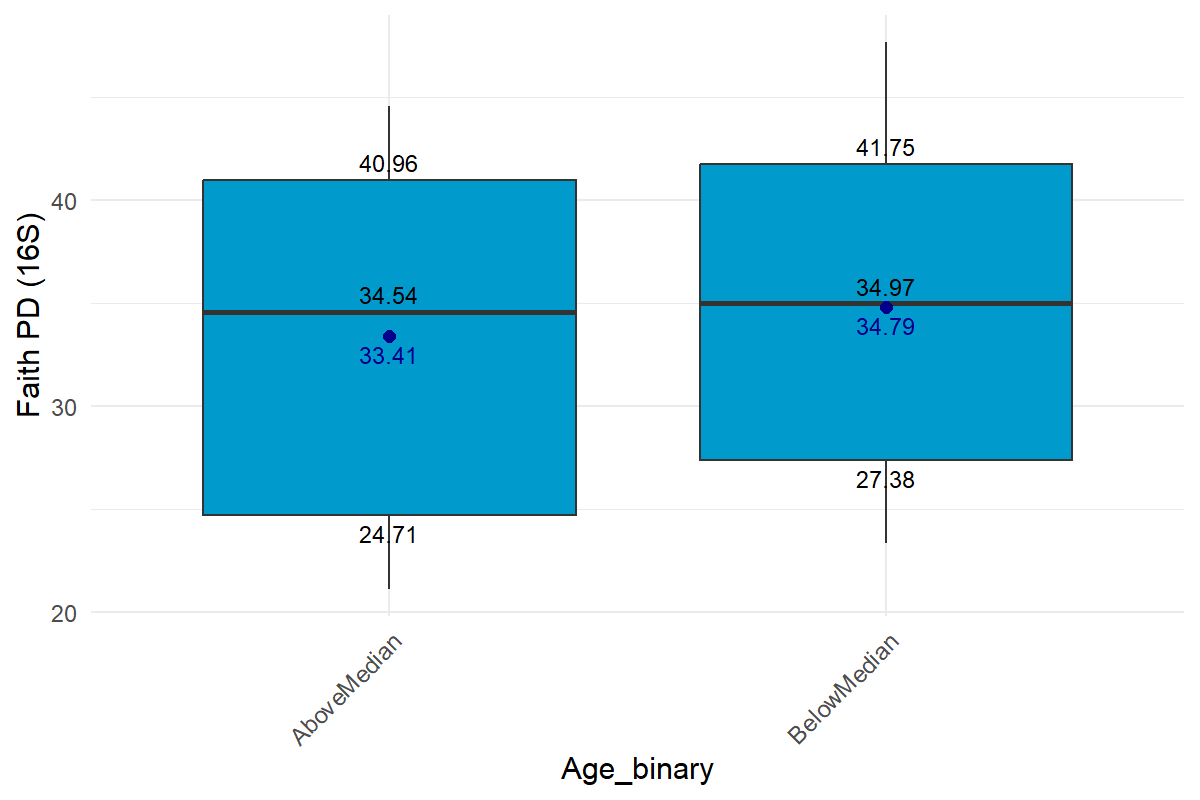 Faith PD (16S)
40
30
20
40.96
34.54
33.41
24.71
41.75
34.97
34.79
27.38
AboveMedian
BelowMedian
Age_binary